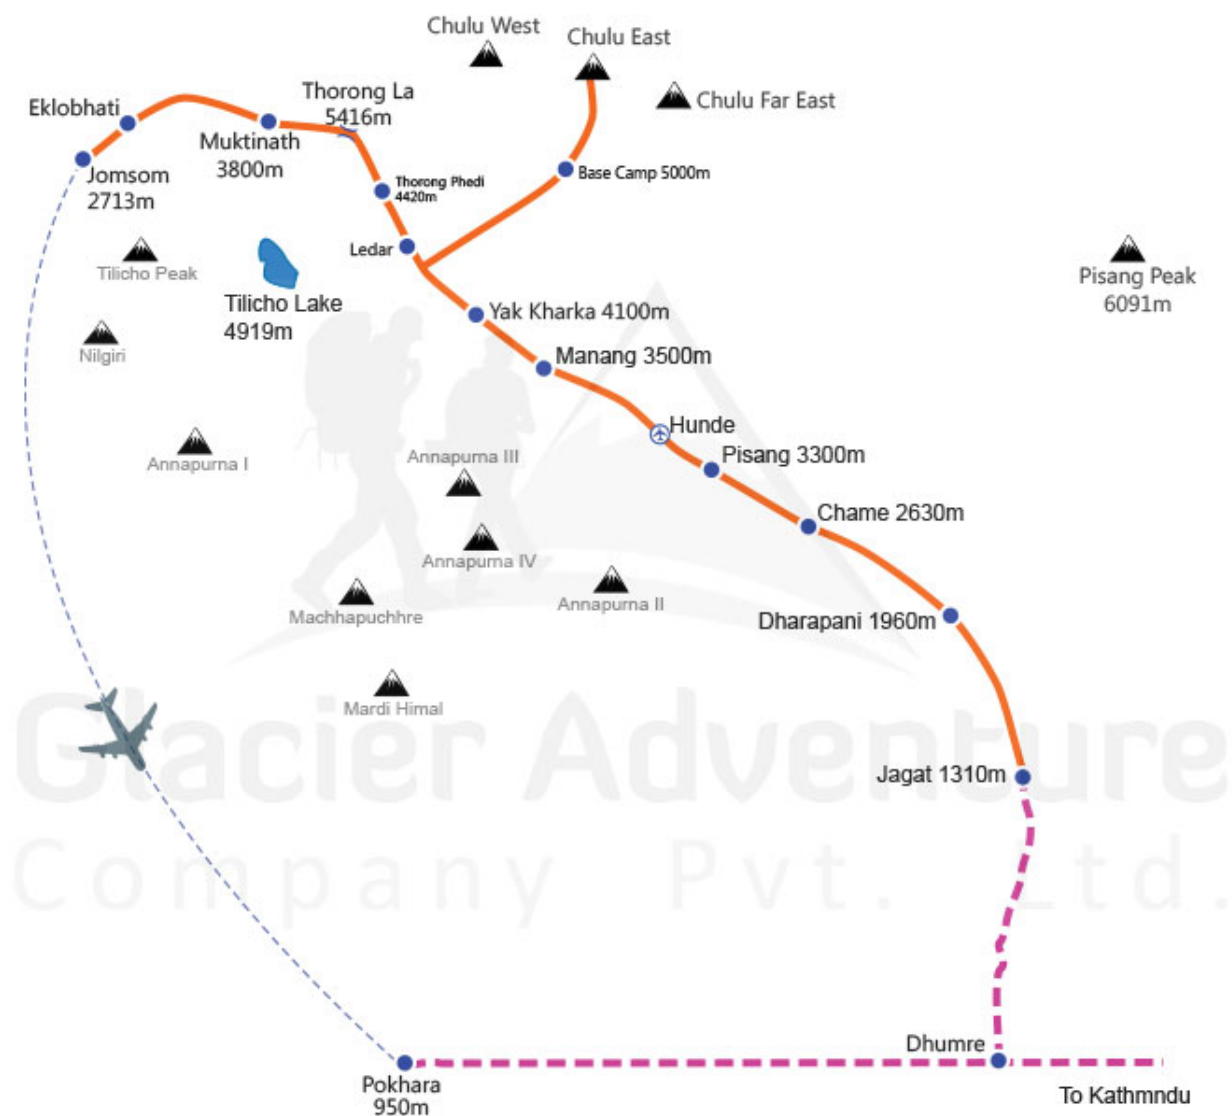 Chulu West
Chulu East
Chulu Far East
Thorong La
5416m
Eklobhati
Muktinath
3800m
Jomsom
2713m
Thorong Phedi
4420m
Base Camp 5000m
Ledar
Tilicho Peak
Tilicho Lake
4919m
Pisang Peak
6091m
Yak Kharka 4100m
Nilgiri
Manang 3500m
Hunde
Pisang 3300m
Annapurna I
Annapurna III
Chame 2630m
Annapurna IV
Annapurna II
Machhapuchhre
Dharapani 1960m
Mardi Himal
Glacier Adventure
Company Pvt. Ltd.
Jagat 1310m
Dhumre
Pokhara
950m
To Kathmndu